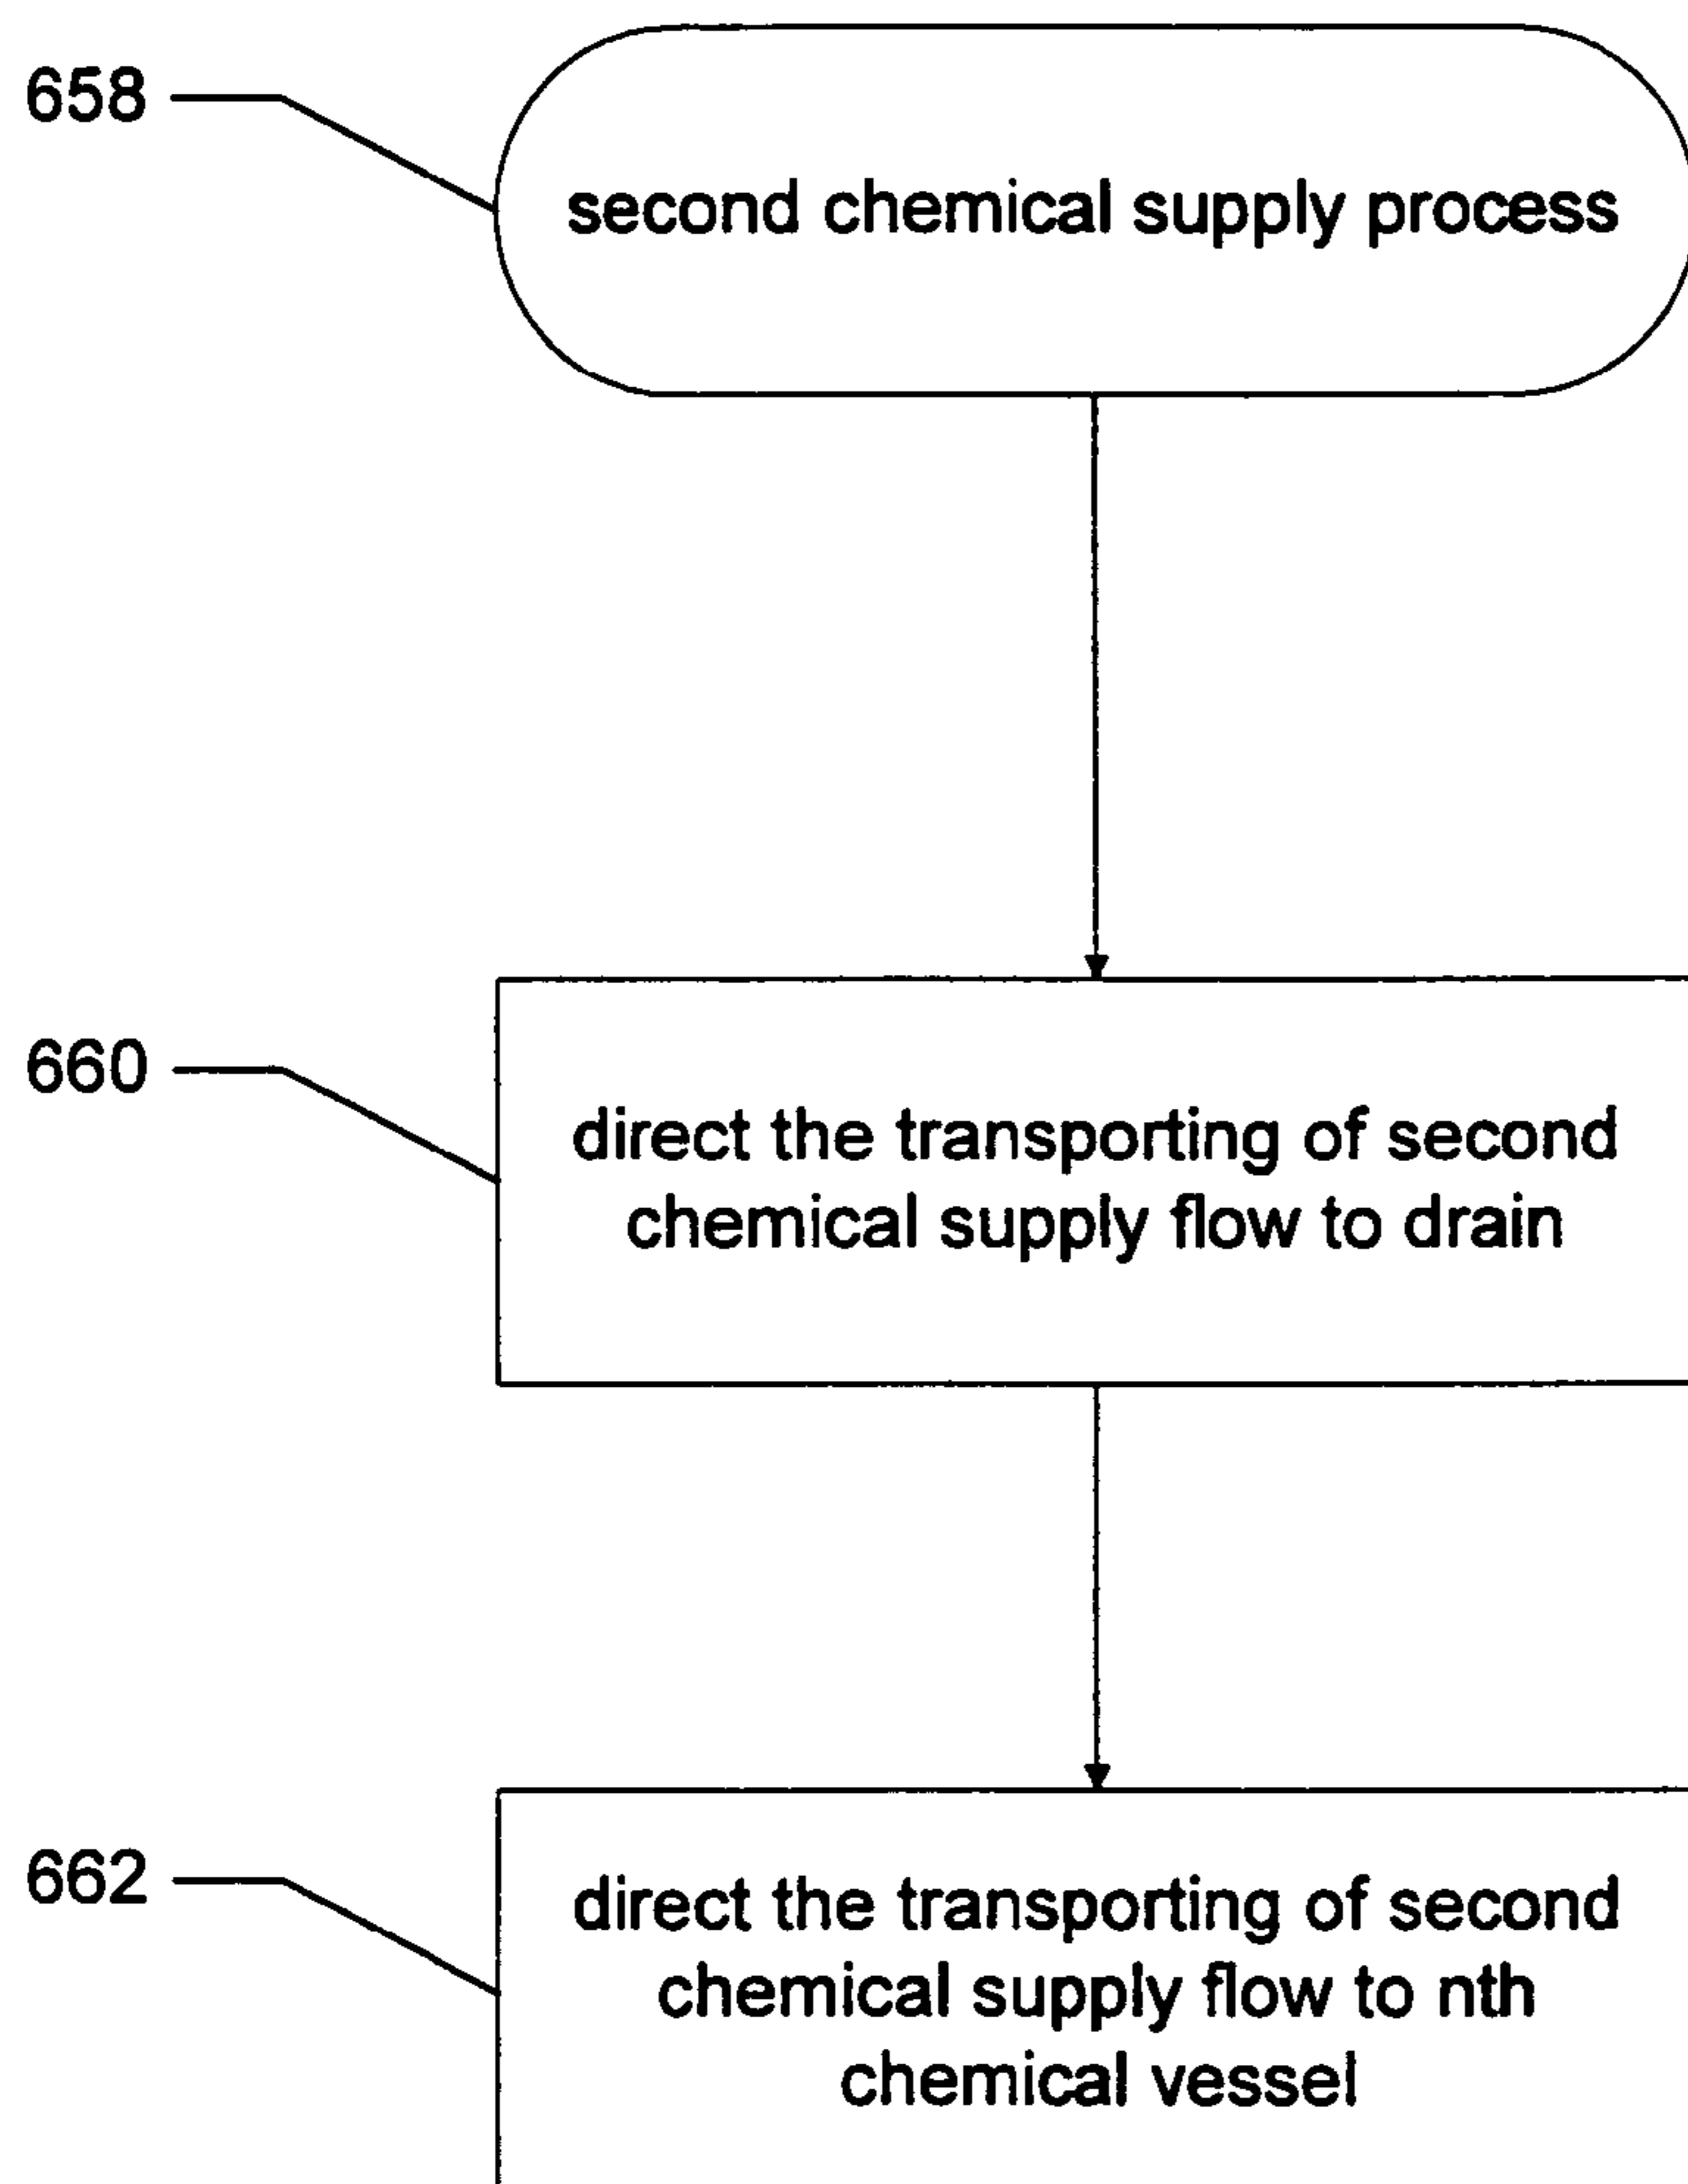 658
second chemical supply process
660
direct the transporting of second
chemical supply flow to drain
662
direct the transporting of second
chemical supply flow to nth
chemical vessel